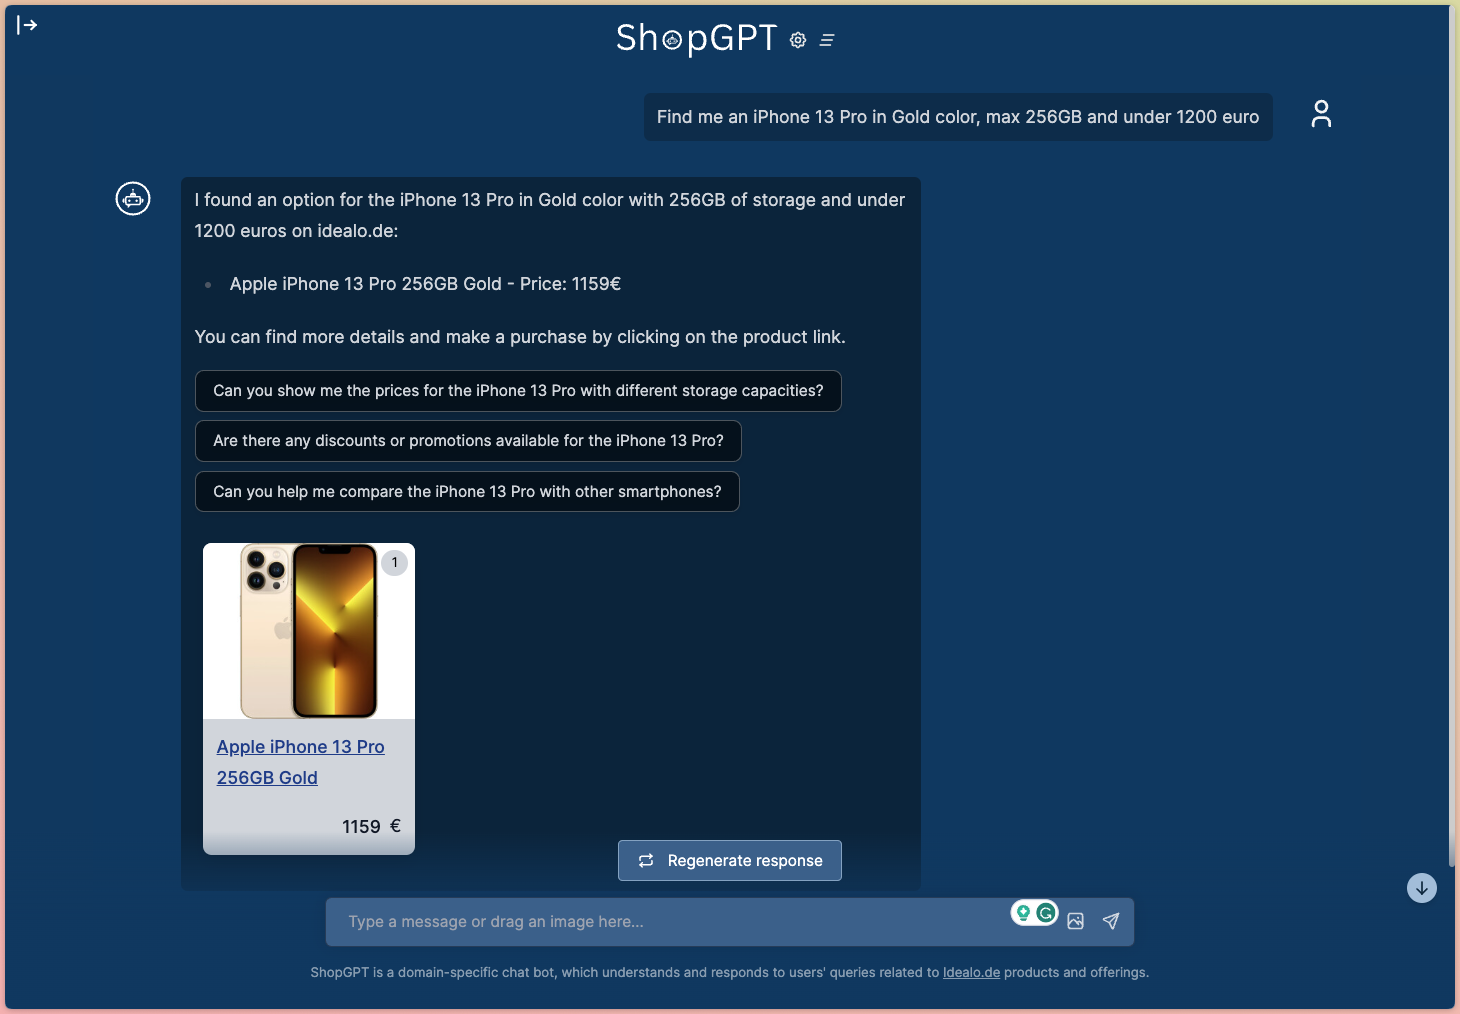 ShopGPT
Find me an iPhone 13 Pro in Gold color, max 256GB and under 1200 euro
I found an option for the iPhone 13 Pro in Gold color with 256GB of storage and under
1200 euros on idealo.de:
Apple iPhone 13 Pro 256GB Gold - Price: 1159€
You can find more details and make a purchase by clicking on the product link.
Can you show me the prices for the iPhone 13 Pro with different storage capacities?
Are there any discounts or promotions available for the iPhone 13 Pro?
Can you help me compare the iPhone 13 Pro with other smartphones?
1
Apple iPhone 13 Pro
256GB Gold
1159 €
Regenerate response
Type a message or drag an image here...
ShopGPT is a domain-specific chat bot, which understands and responds to users' queries related to Idealo.de products and offerings.